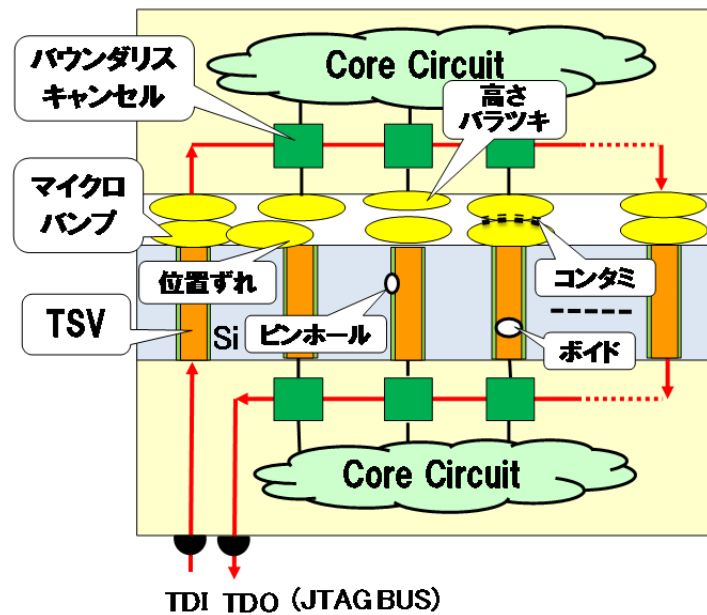 バウンダリス
キャンセル
Core Circuit
高さ
バラツキ
マイクロ
バンプ
位置ずれ
コンタミ
TSV
Si
ピンホール
ボイド
Core Circuit
TDI TDO (JTAG BUS)